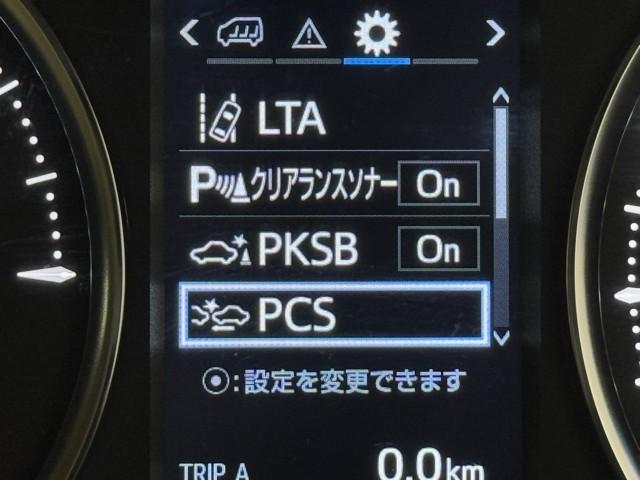 LTA
Pクリアランスソナー On
PKSB On
PCS
:設定を変更できます
TRIP A 0.0km